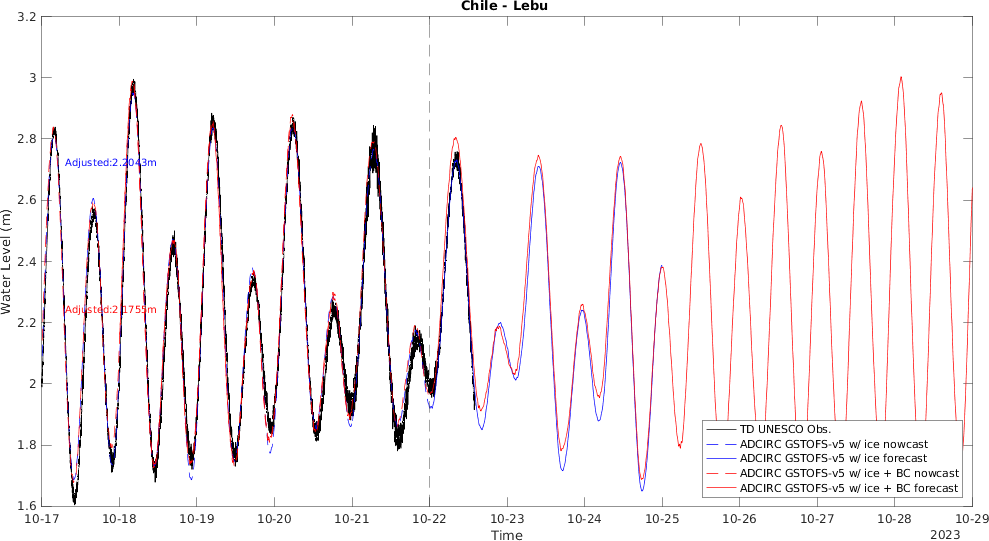 Chile - Lebu
3.2
3
2.8
2.6
2.4
2.2
2
1.8
1.6
Water Level (m)
Adjusted:2.2043m
Adjusted:2.1755m
TD UNESCO Obs.
ADCIRC GSTOFS-v5 w/ ice nowcast
ADCIRC GSTOFS-v5 w/ ice forecast
ADCIRC GSTOFS-v5 w/ ice + BC nowcast
ADCIRC GSTOFS-v5 w/ ice + BC forecast
10-17 10-18 10-19 10-20 10-21 10-22 10-23 10-24 10-25 10-26 10-27 10-28 10-29
Time
2023